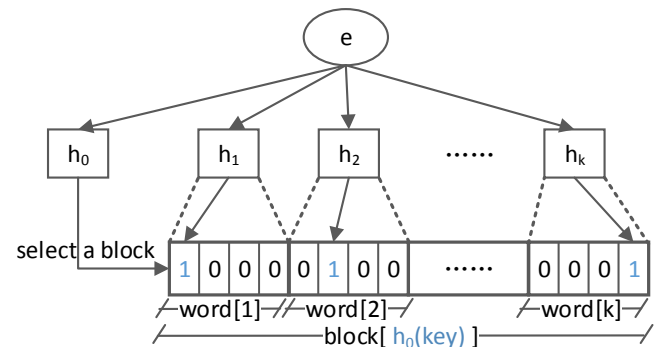 e
h₀ h₁ h₂ ...... hₖ
select a block
1 0 0 0 0 1 0 0 ...... 0 0 0 1
word[1] word[2] word[k]
block[ h₀(key) ]